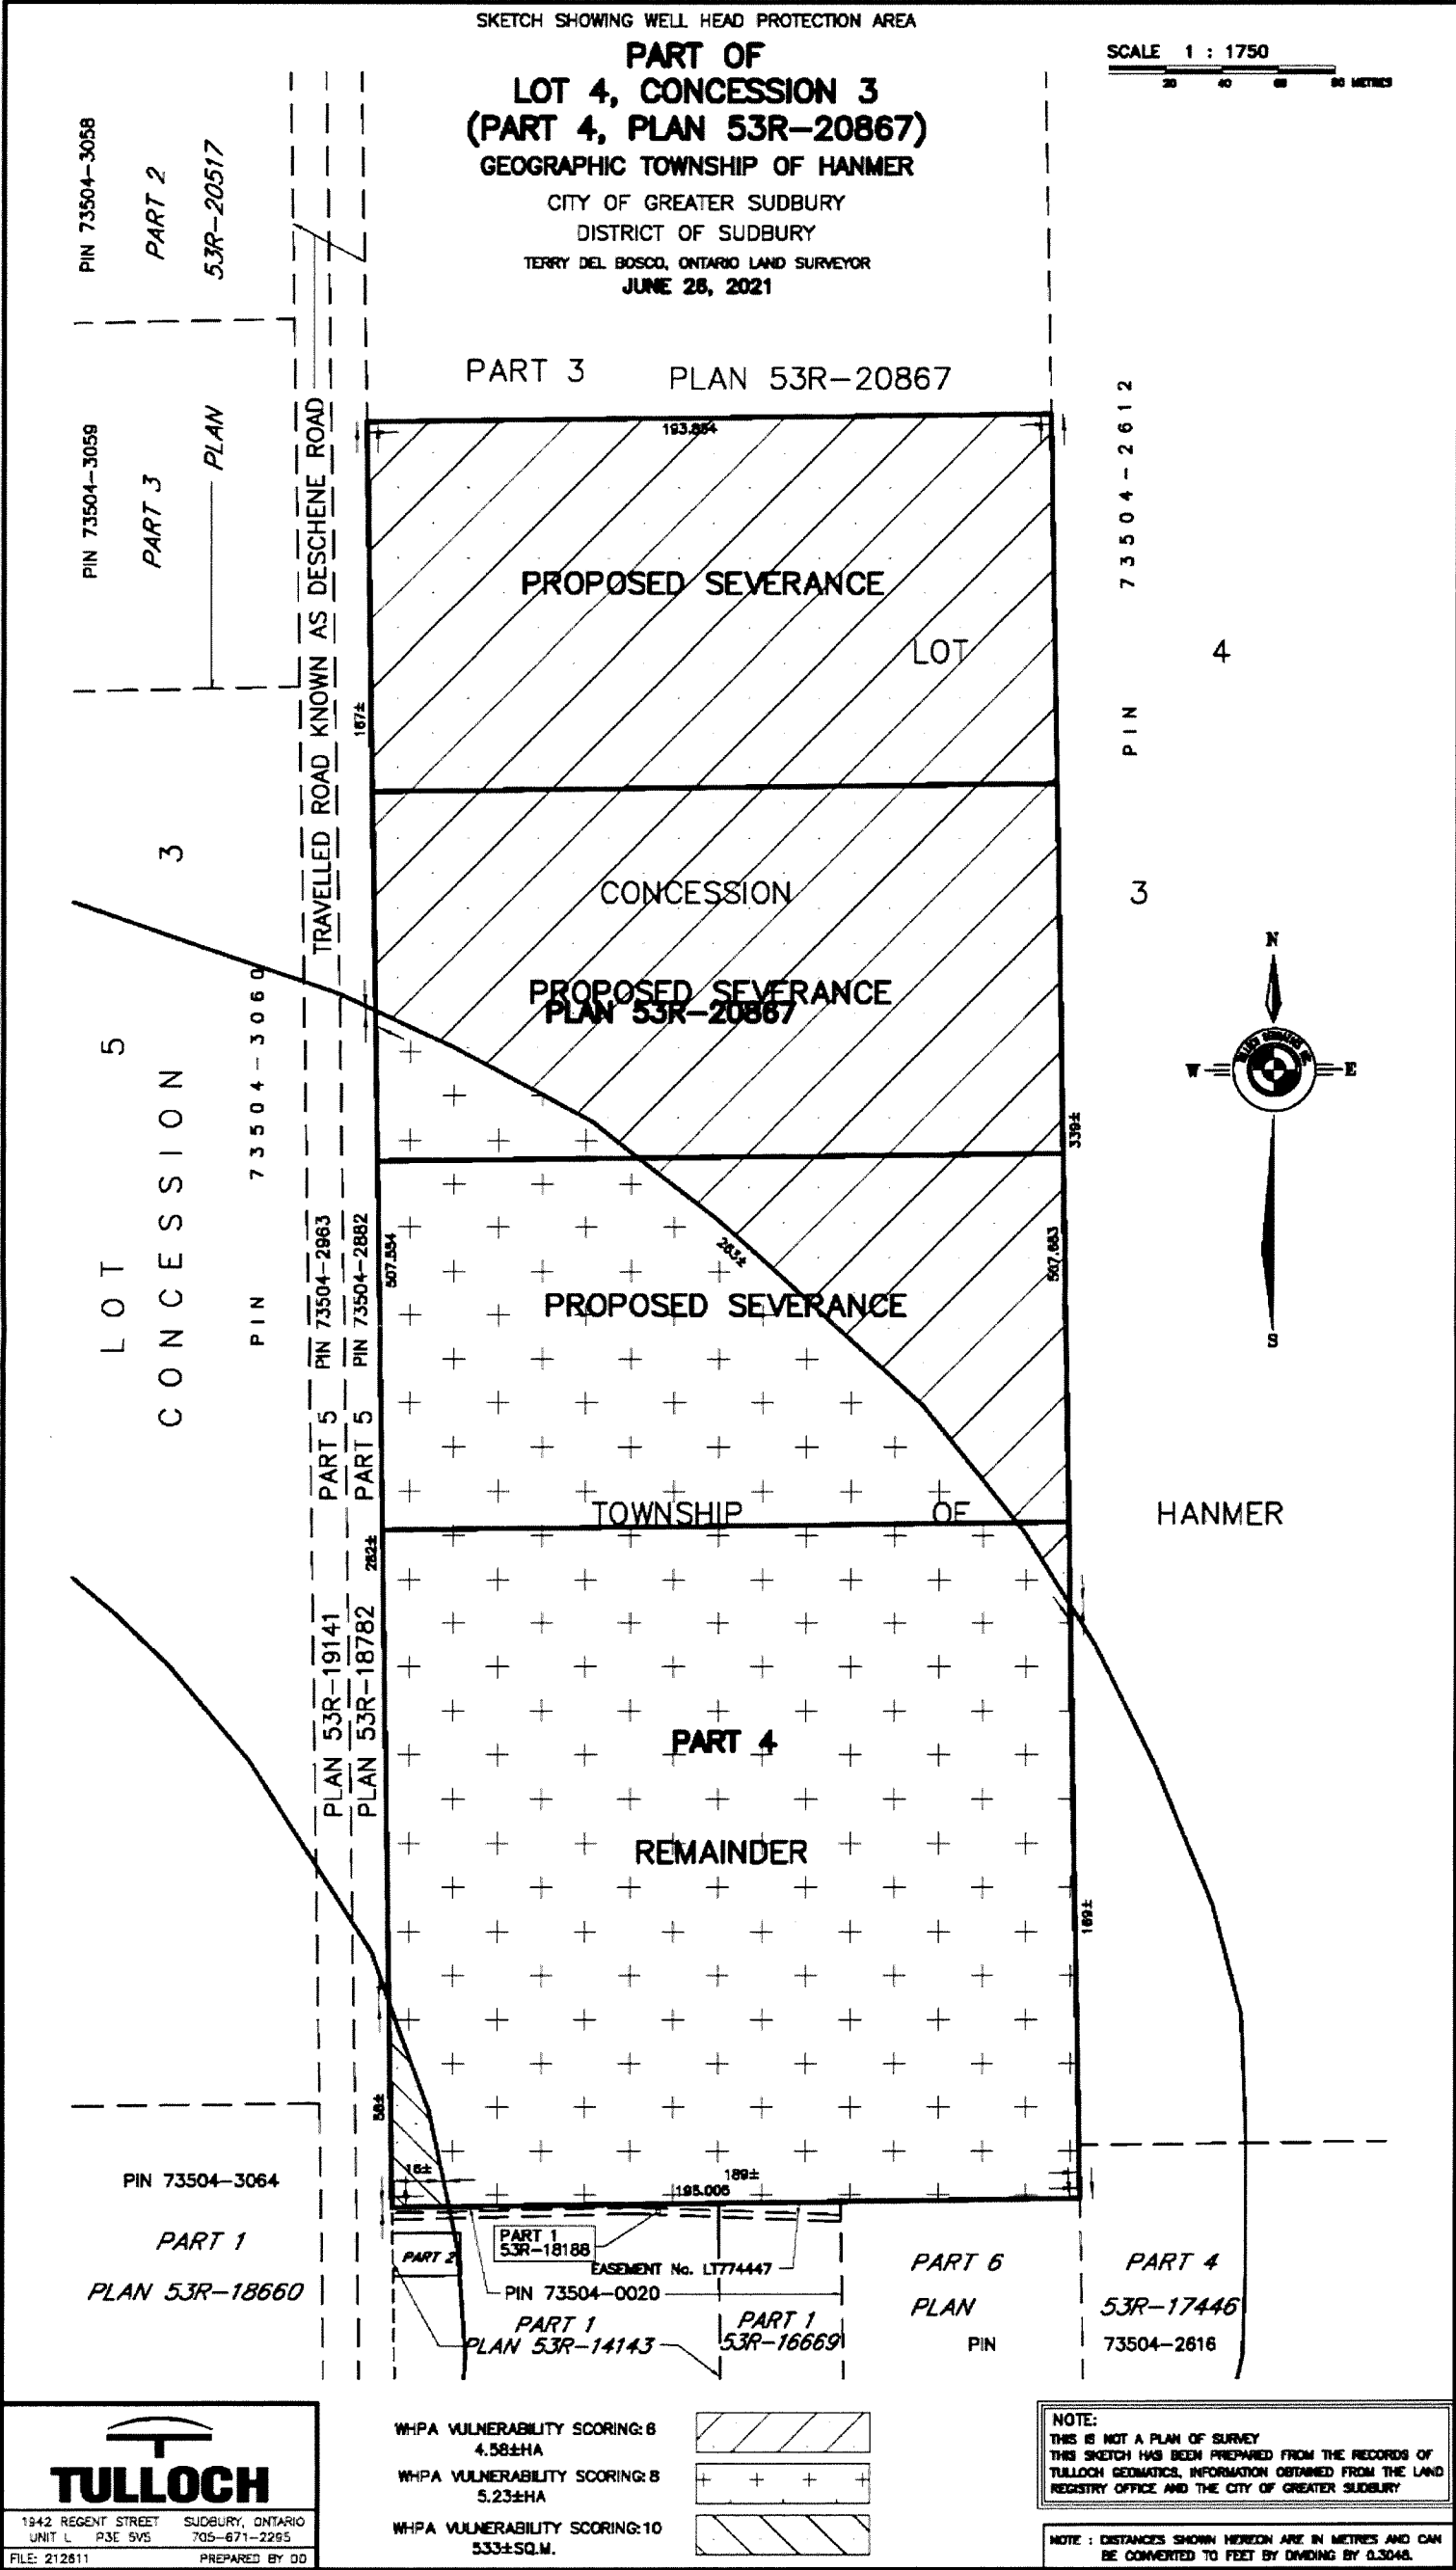 SKETCH SHOWING WELL HEAD PROTECTION AREA
PART OF
LOT 4, CONCESSION 3
(PART 4, PLAN 53R-20867)
GEOGRAPHIC TOWNSHIP OF HANMER
CITY OF GREATER SUDBURY
DISTRICT OF SUDBURY
TERRY DEL BOSCO, ONTARIO LAND SURVEYOR
JUNE 28, 2021
SCALE 1 : 1750
20 40 60 80 METRES
PIN 73504-3058
PART 2
53R-20517
PIN 73504-3059
PART 3
PLAN
TRAVELLED ROAD KNOWN AS DESCHENE ROAD
PART 3 PLAN 53R-20867
193.854
PROPOSED SEVERANCE
LOT 4
PIN 73504-2612
167±
CONCESSION 3
PROPOSED SEVERANCE
PLAN 53R-20867
339±
LOT 5
CONCESSION 3
PIN 73504-3060
PIN 73504-2963
PIN 73504-2882
507.554
263±
507.663
PROPOSED SEVERANCE
N
W E
S
PART 5
PART 5
TOWNSHIP OF HANMER
282±
PLAN 53R-19141
PLAN 53R-18782
PART 4
REMAINDER
169±
58±
16±
189±
195.006
PIN 73504-3064
PART 1
PLAN 53R-18660
PART 2
PART 1
53R-18188
EASEMENT No. LT774447
PIN 73504-0020
PART 1
PLAN 53R-14143
PART 1
53R-16669
PART 6
PLAN
PIN
PART 4
53R-17446
73504-2616
TULLOCH
1942 REGENT STREET SUDBURY, ONTARIO
UNIT L P3E 5V5 705-671-2295
FILE: 212611 PREPARED BY DD
WHPA VULNERABILITY SCORING: 6
4.58±HA
WHPA VULNERABILITY SCORING: 8
5.23±HA
WHPA VULNERABILITY SCORING: 10
533±SQ.M.
NOTE:
THIS IS NOT A PLAN OF SURVEY
THIS SKETCH HAS BEEN PREPARED FROM THE RECORDS OF
TULLOCH GEOMATICS, INFORMATION OBTAINED FROM THE LAND
REGISTRY OFFICE AND THE CITY OF GREATER SUDBURY
NOTE : DISTANCES SHOWN HEREON ARE IN METRES AND CAN
BE CONVERTED TO FEET BY DIVIDING BY 0.3048.